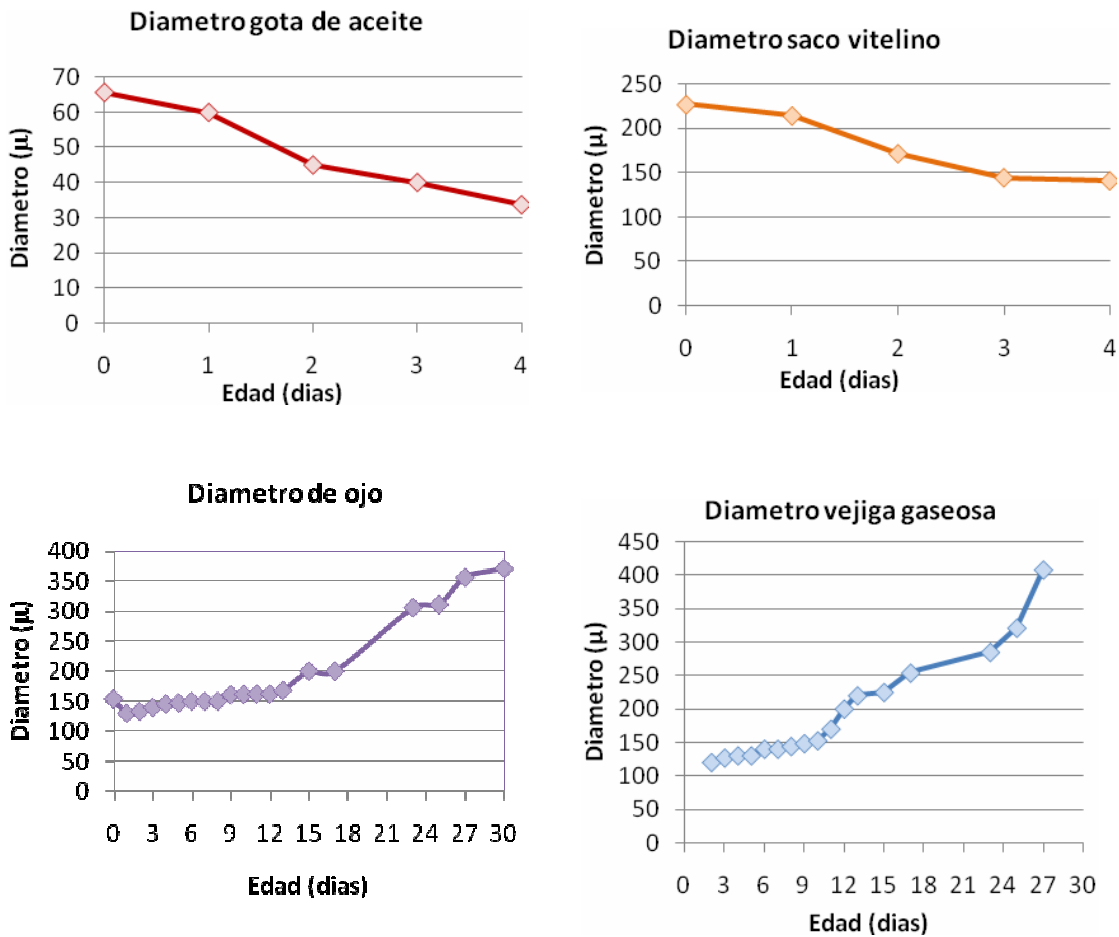 Diametro gota de aceite
70
60
50
40
30
20
10
0
Diametro (µ)
0 1 2 3 4
Edad (dias)
Diametro saco vitelino
250
200
150
100
50
0
Diametro (µ)
0 1 2 3 4
Edad (dias)
Diametro de ojo
400
350
300
250
200
150
100
50
0
Diametro (µ)
0 3 6 9 12 15 18 21 24 27 30
Edad (dias)
Diametro vejiga gaseosa
450
400
350
300
250
200
150
100
50
0
Diametro (µ)
0 3 6 9 12 15 18 21 24 27 30
Edad (dias)